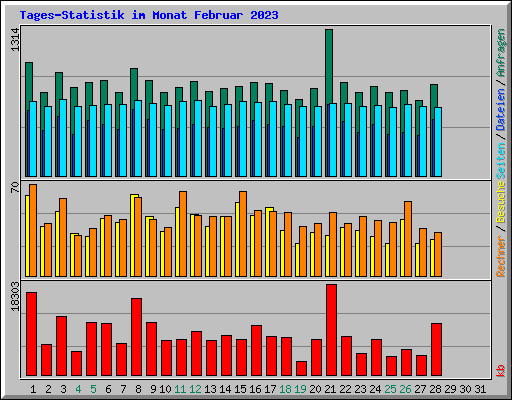 Tages-Statistik im Monat Februar 2023
1314
70
18303
Rechner / Besuche Seiten / Dateien / Anfragen
kb
1 2 3 4 5 6 7 8 9 10 11 12 13 14 15 16 17 18 19 20 21 22 23 24 25 26 27 28 29 30 31